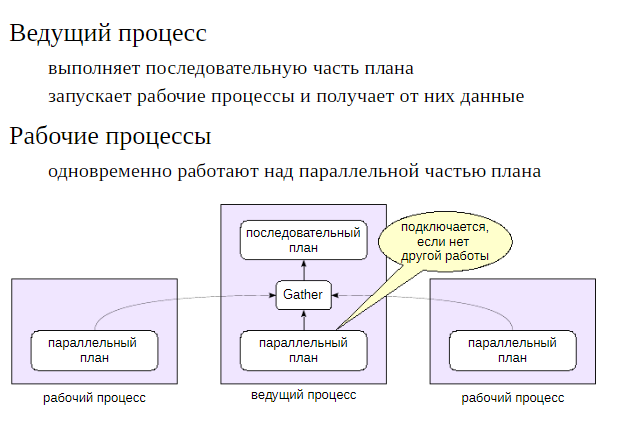 Ведущий процесс
выполняет последовательную часть плана
запускает рабочие процессы и получает от них данные
Рабочие процессы
одновременно работают над параллельной частью плана
последовательный
план
подключается,
если нет
другой работы
Gather
параллельный
план
параллельный
план
параллельный
план
рабочий процесс
ведущий процесс
рабочий процесс